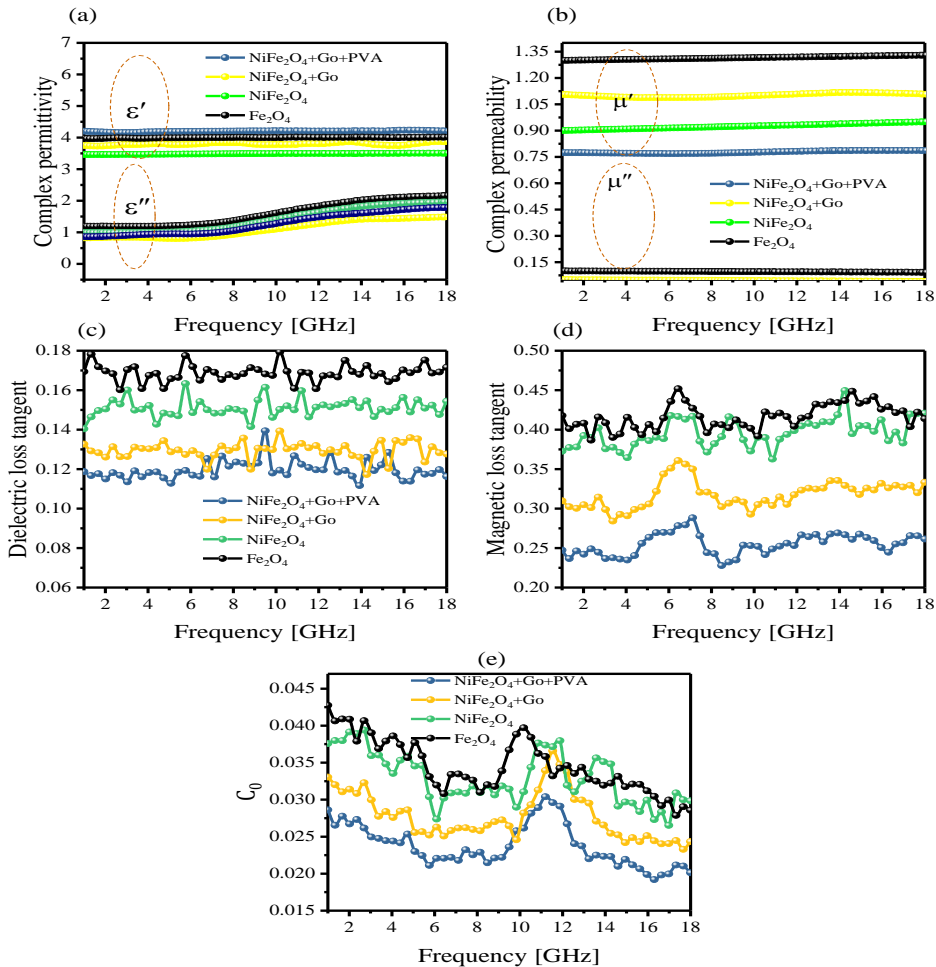 (a)
Complex permittivity
7
6
5
4
3
2
1
0
ε′
ε″
NiFe₂O₄+Go+PVA
NiFe₂O₄+Go
NiFe₂O₄
Fe₂O₄
2 4 6 8 10 12 14 16 18
Frequency [GHz]
(b)
Complex permeability
1.35
1.20
1.05
0.90
0.75
0.60
0.45
0.30
0.15
μ′
μ″
NiFe₂O₄+Go+PVA
NiFe₂O₄+Go
NiFe₂O₄
Fe₂O₄
2 4 6 8 10 12 14 16 18
Frequency [GHz]
(c)
Dielectric loss tangent
0.18
0.16
0.14
0.12
0.10
0.08
0.06
NiFe₂O₄+Go+PVA
NiFe₂O₄+Go
NiFe₂O₄
Fe₂O₄
2 4 6 8 10 12 14 16 18
Frequency [GHz]
(d)
Magnetic loss tangent
0.50
0.45
0.40
0.35
0.30
0.25
0.20
2 4 6 8 10 12 14 16 18
Frequency [GHz]
(e)
C₀
0.045
0.040
0.035
0.030
0.025
0.020
0.015
NiFe₂O₄+Go+PVA
NiFe₂O₄+Go
NiFe₂O₄
Fe₂O₄
2 4 6 8 10 12 14 16 18
Frequency [GHz]